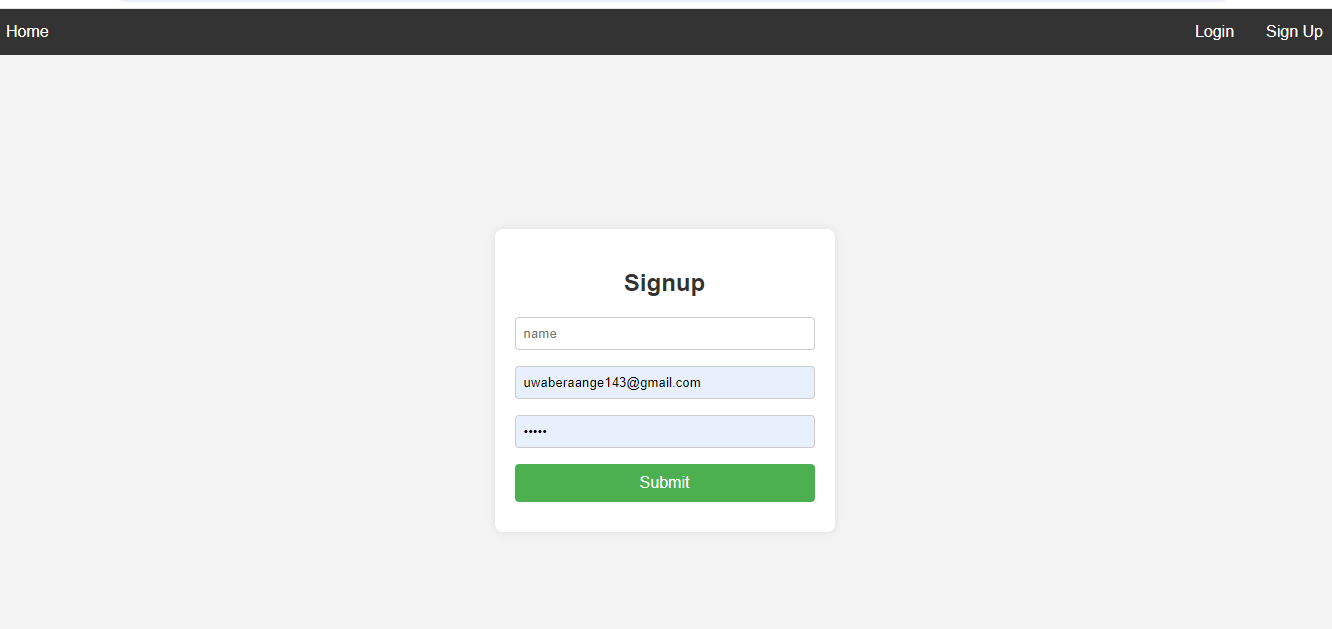 Home Login Sign Up
Signup
name
uwaberaange143@gmail.com
•••••
Submit